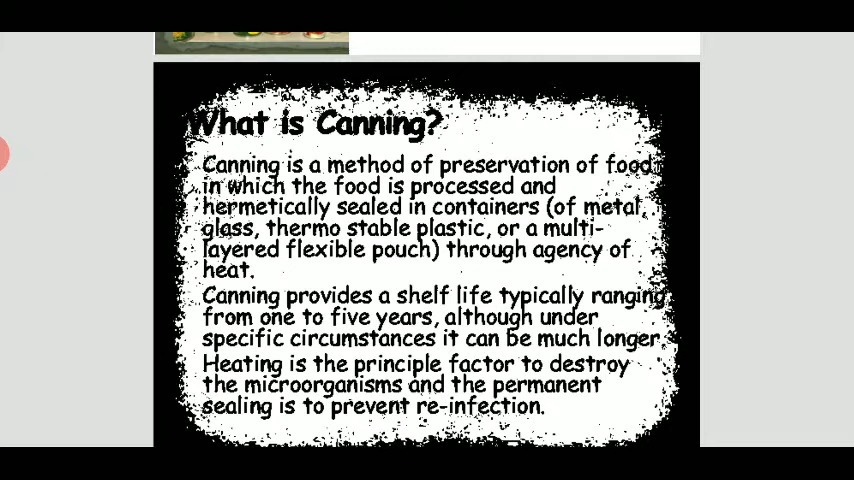 What is Canning?
Canning is a method of preservation of food
in which the food is processed and
hermetically sealed in containers (of metal,
glass, thermo stable plastic, or a multi-
layered flexible pouch) through agency of
heat.
Canning provides a shelf life typically ranging
from one to five years, although under
specific circumstances it can be much longer
Heating is the principle factor to destroy
the microorganisms and the permanent
sealing is to prevent re-infection.